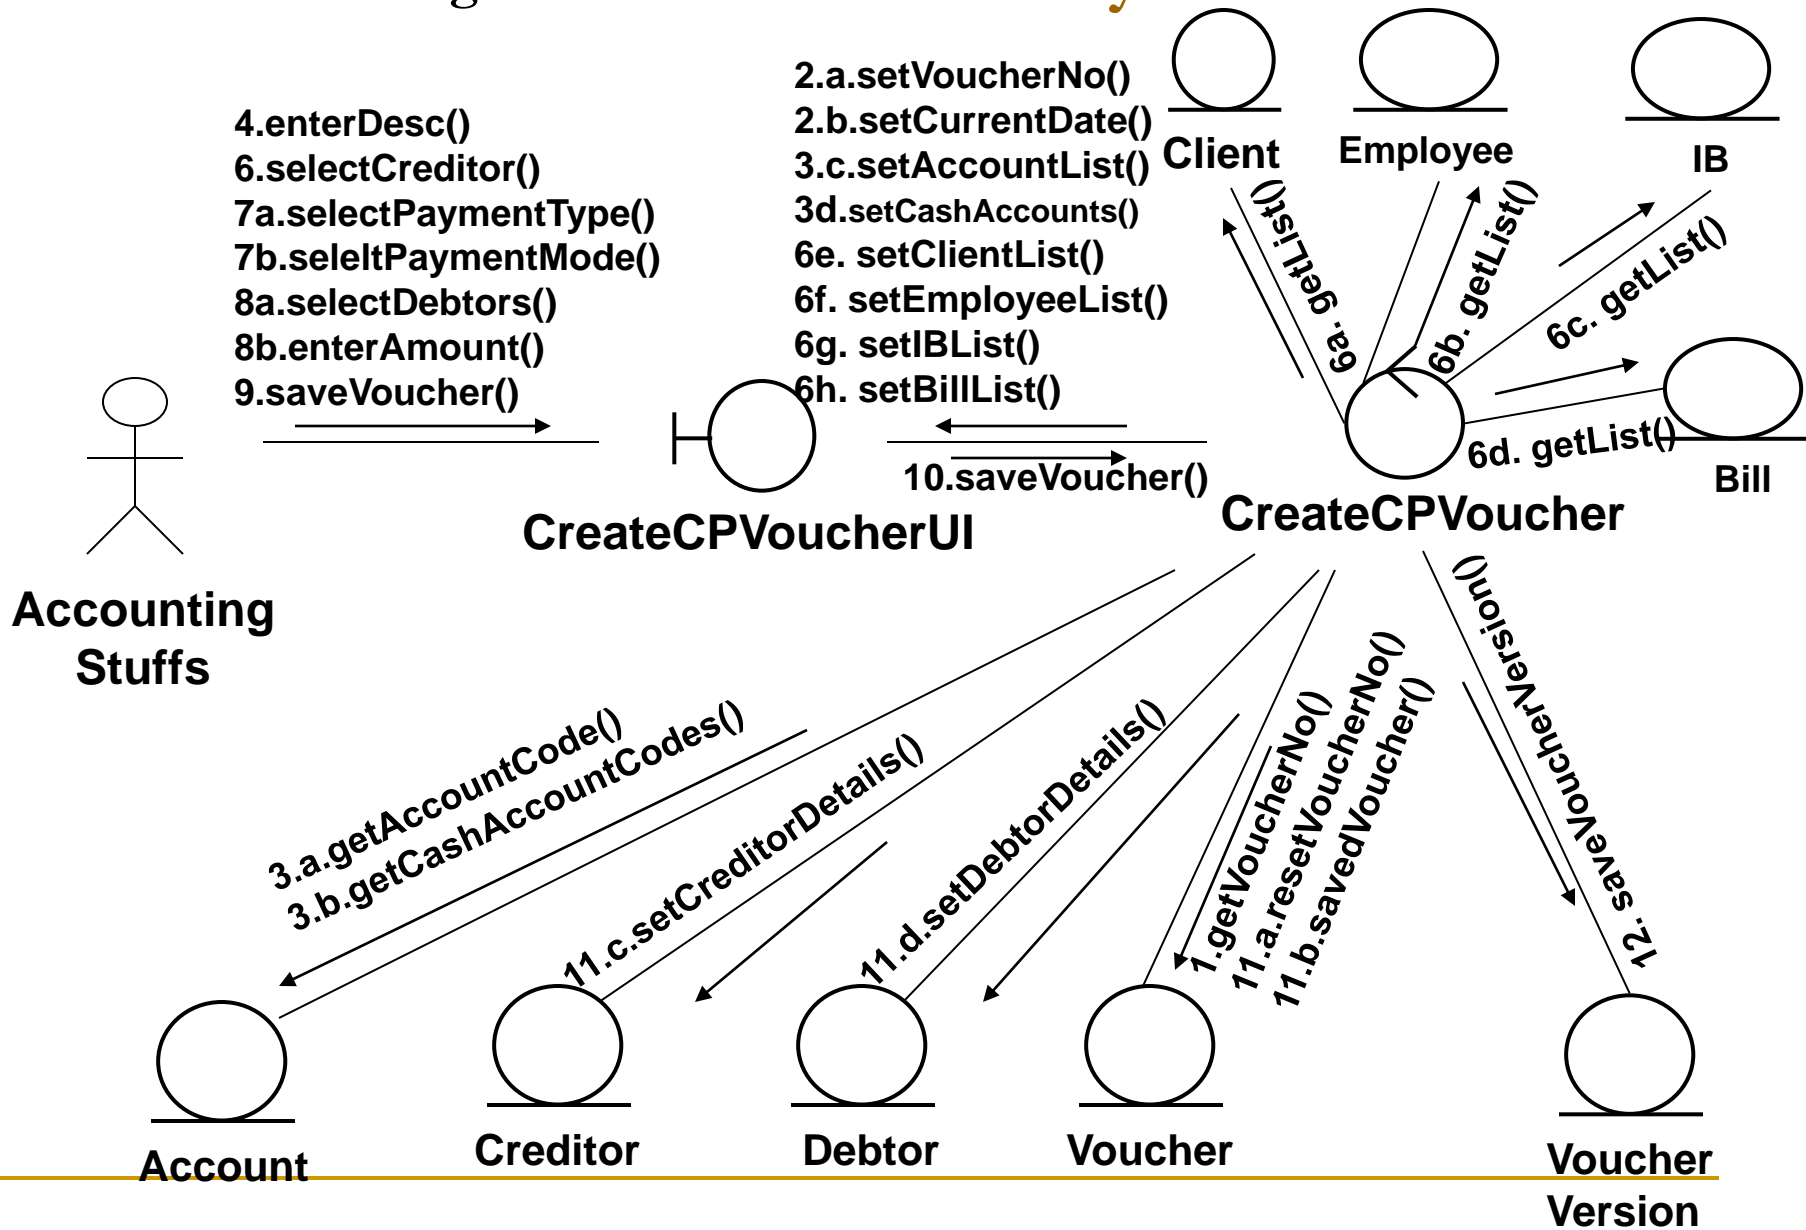 4.enterDesc()
6.selectCreditor()
7a.selectPaymentType()
7b.seleltPaymentMode()
8a.selectDebtors()
8b.enterAmount()
9.saveVoucher()
2.a.setVoucherNo()
2.b.setCurrentDate()
3.c.setAccountList()
3d.setCashAccounts()
6e. setClientList()
6f. setEmployeeList()
6g. setIBList()
6h. setBillList()
10.saveVoucher()
Client
Employee
IB
6a. getList()
6b. getList()
6c. getList()
6d. getList()
Bill
CreateCPVoucherUI
CreateCPVoucher
Accounting
Stuffs
3.a.getAccountCode()
3.b.getCashAccountCodes()
11.c.setCreditorDetails()
11.d.setDebtorDetails()
1.getVoucherNo()
11.a.resetVoucherNo()
11.b.savedVoucher()
12. saveVoucherVersion()
Account
Creditor
Debtor
Voucher
Voucher
Version